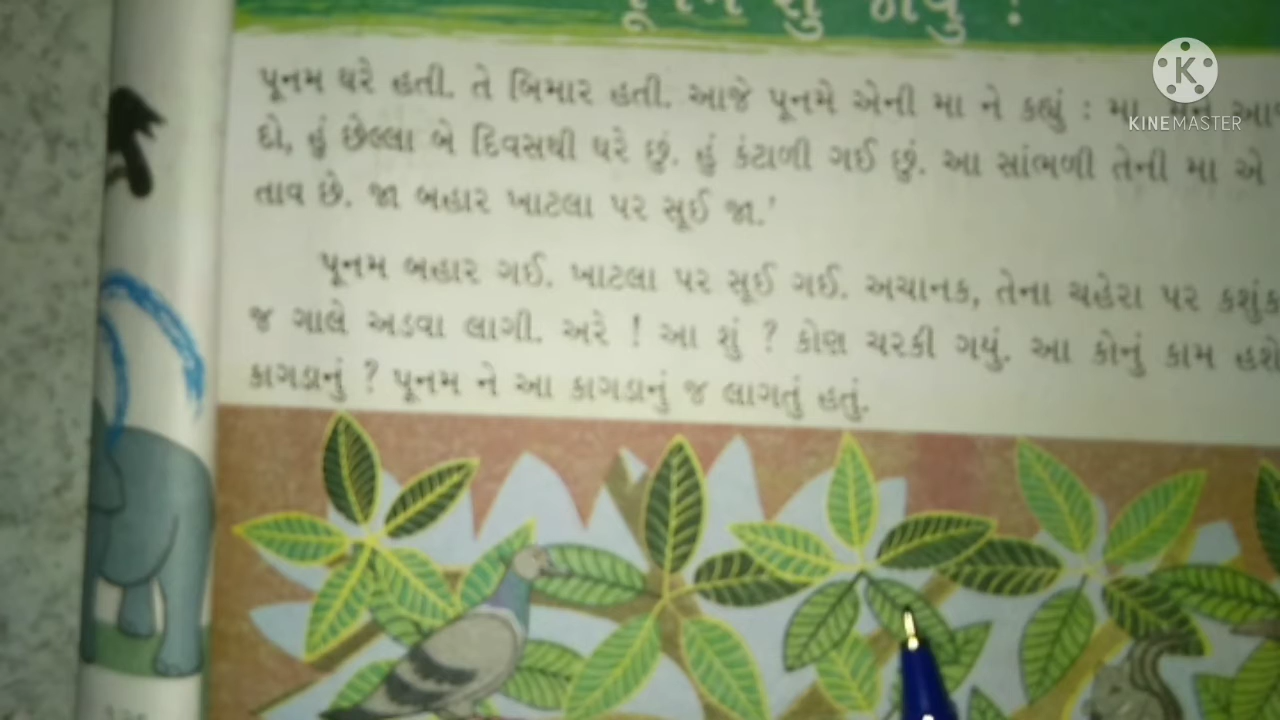 શું
પૂનમ ઘરે હતી. તે બિમાર હતી. આજે પૂનમે એની મા ને કહ્યું : મા, મને
દો, હું છેલ્લા બે દિવસથી ઘરે છું. હું કંટાળી ગઈ છું. આ સાંભળી તેની મા એ
તાવ છે. જા બહાર ખાટલા પર સૂઈ જા.'
પૂનમ બહાર ગઈ. ખાટલા પર સૂઈ ગઈ. અચાનક, તેના ચહેરા પર કશુંક
જ ગાલે અડવા લાગી. અરે ! આ શું ? કોણ ચરકી ગયું. આ કોનું કામ હશે
કાગડાનું ? પૂનમ ને આ કાગડાનું જ લાગતું હતું.
KINEMASTER